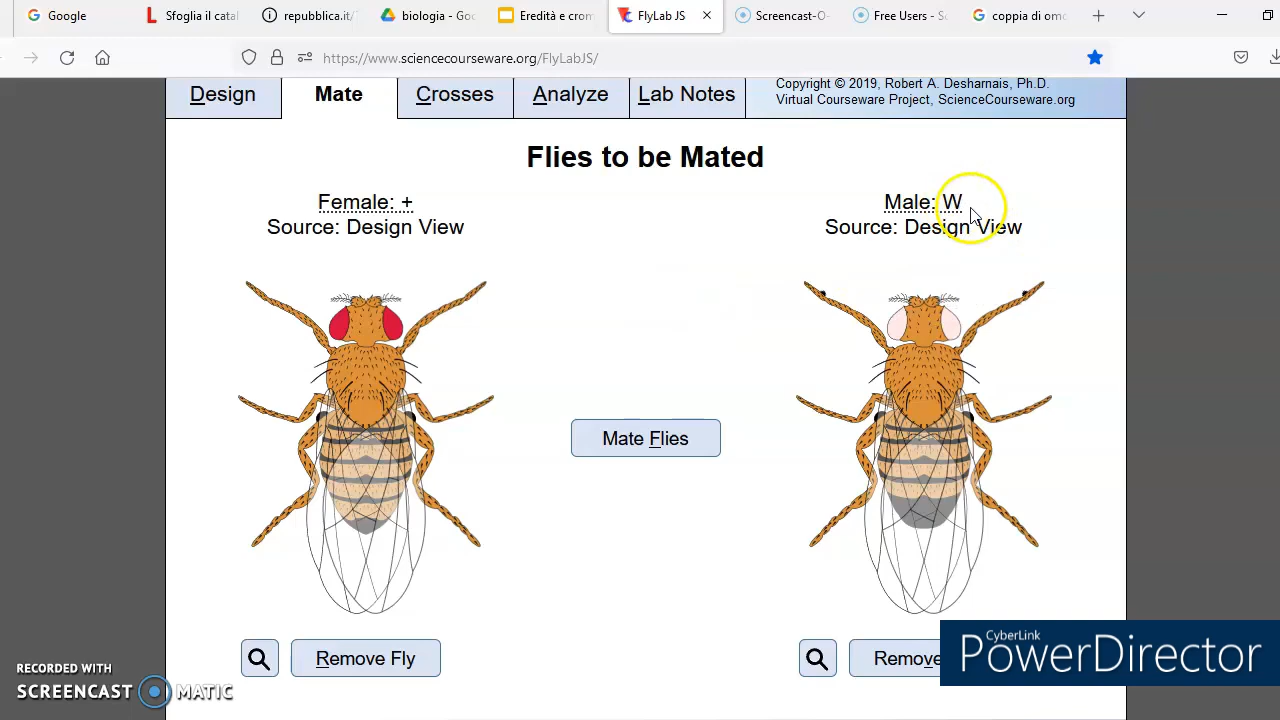 Google
Sfoglia il catal
repubblica.it/
biologia - Goo
Eredità e crom
FlyLab JS
Screencast-O-
Free Users - Sc
coppia di omo
https://www.sciencecourseware.org/FlyLabJS/
Design
Mate
Crosses
Analyze
Lab Notes
Copyright © 2019, Robert A. Desharnais, Ph.D.
Virtual Courseware Project, ScienceCourseware.org
Flies to be Mated
Female: +
Source: Design View
Male: W
Source: Design View
Mate Flies
Remove Fly
Remove
CyberLink
PowerDirector
RECORDED WITH
SCREENCAST MATIC